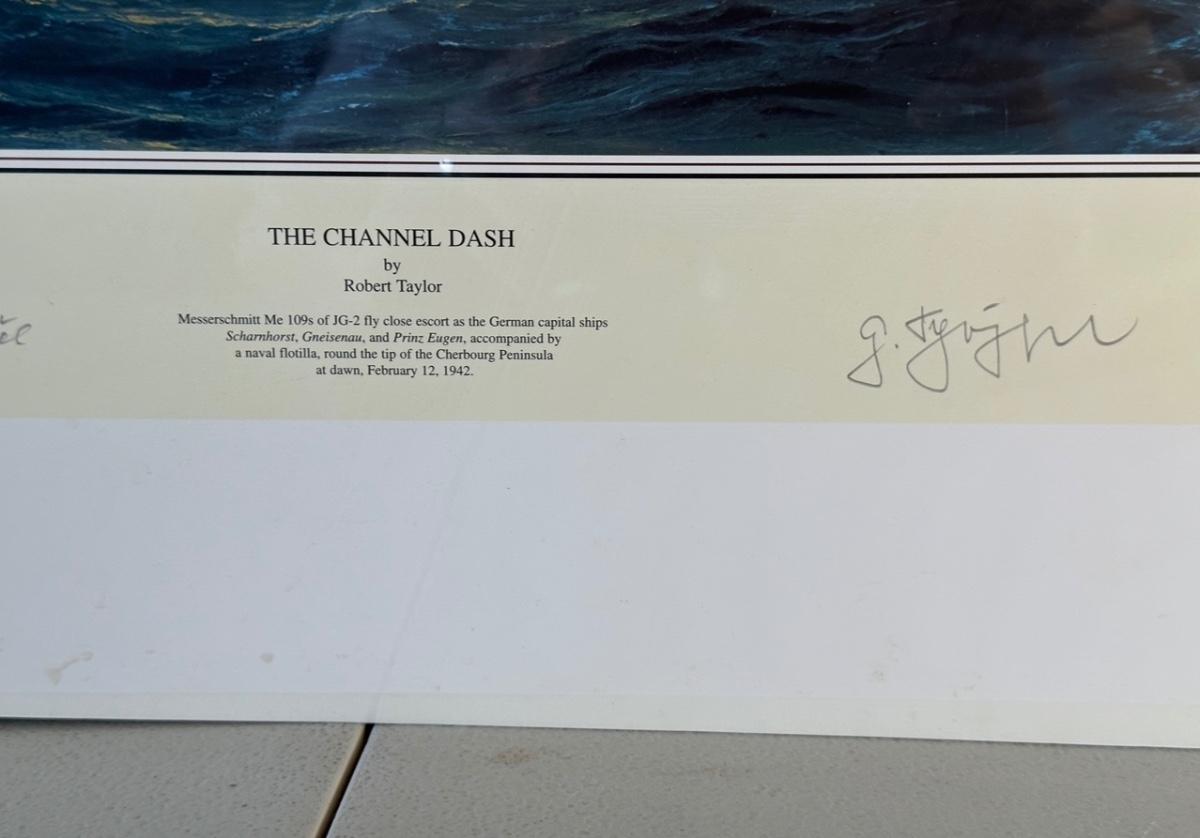 THE CHANNEL DASH
by
Robert Taylor
Messerschmitt Me 109s of JG-2 fly close escort as the German capital ships
Scharnhorst, Gneisenau, and Prinz Eugen, accompanied by
a naval flotilla, round the tip of the Cherbourg Peninsula
at dawn, February 12, 1942.
G.